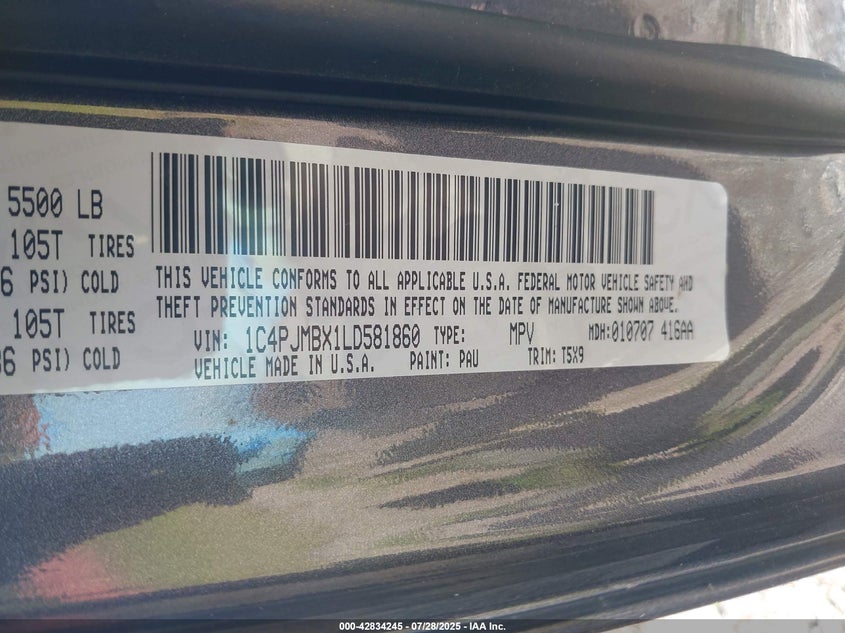 5500 LB
105T TIRES
6 PSI) COLD
105T TIRES
36 PSI) COLD
THIS VEHICLE CONFORMS TO ALL APPLICABLE U.S.A. FEDERAL MOTOR VEHICLE SAFETY AND
THEFT PREVENTION STANDARDS IN EFFECT ON THE DATE OF MANUFACTURE SHOWN ABOVE.
VIN: 1C4PJMBX1LD581860 TYPE: MPV MDH:010707 416AA
VEHICLE MADE IN U.S.A. PAINT: PAU TRIM: T5X9
000-42834245 - 07/28/2025 - IAA Inc.